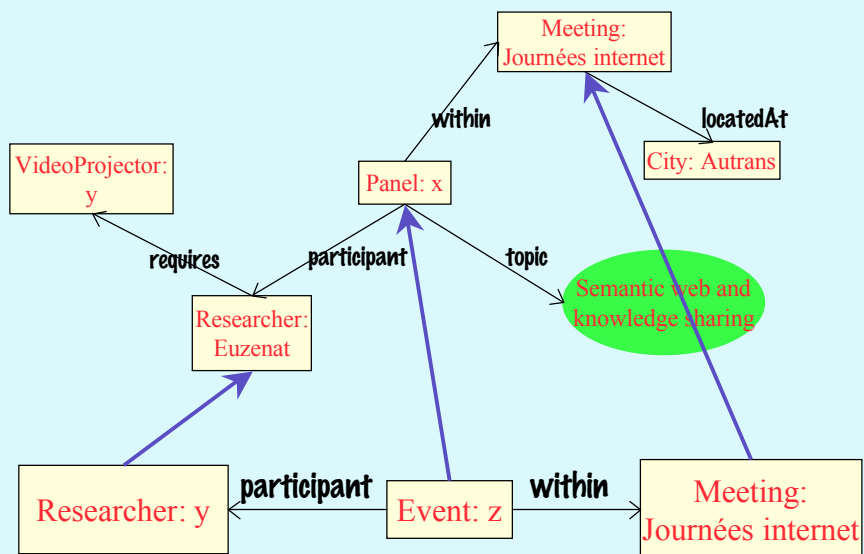 Meeting:
Journées internet
within
locatedAt
VideoProjector:
y
Panel: x
City: Autrans
requires
participant
topic
Semantic web and
knowledge sharing
Researcher:
Euzenat
participant
within
Researcher: y
Event: z
Meeting:
Journées internet